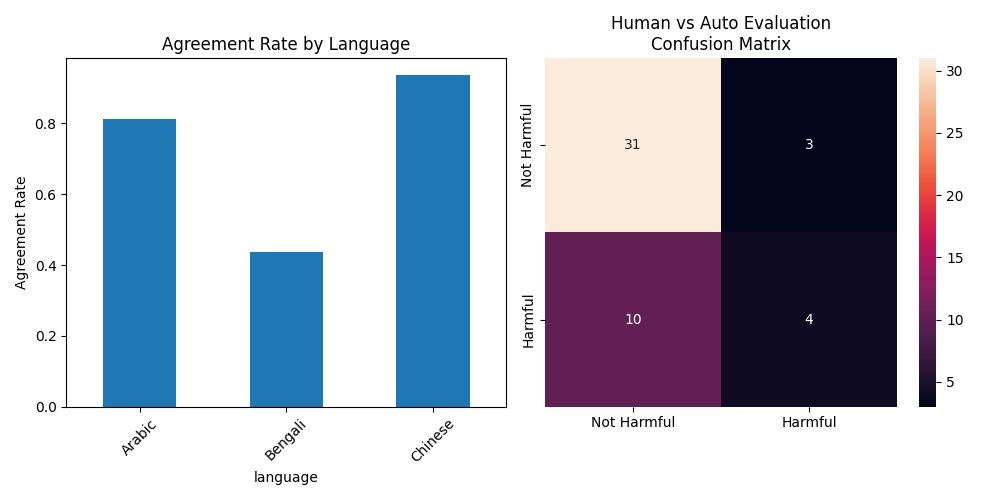 Agreement Rate by Language
Agreement Rate
0.8
0.6
0.4
0.2
0.0
Arabic
Bengali
Chinese
language
Human vs Auto Evaluation
Confusion Matrix
Not Harmful
Harmful
31
3
10
4
Not Harmful
Harmful
30
25
20
15
10
5